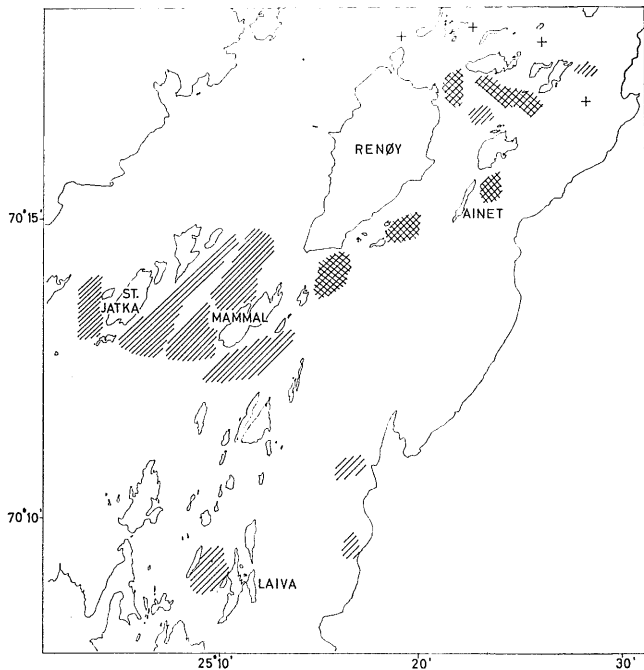 RENØY
70°15'
AINET
ST.
JATKA
MAMMAL
70°10'
LAIVA
25°10'
20'
30'